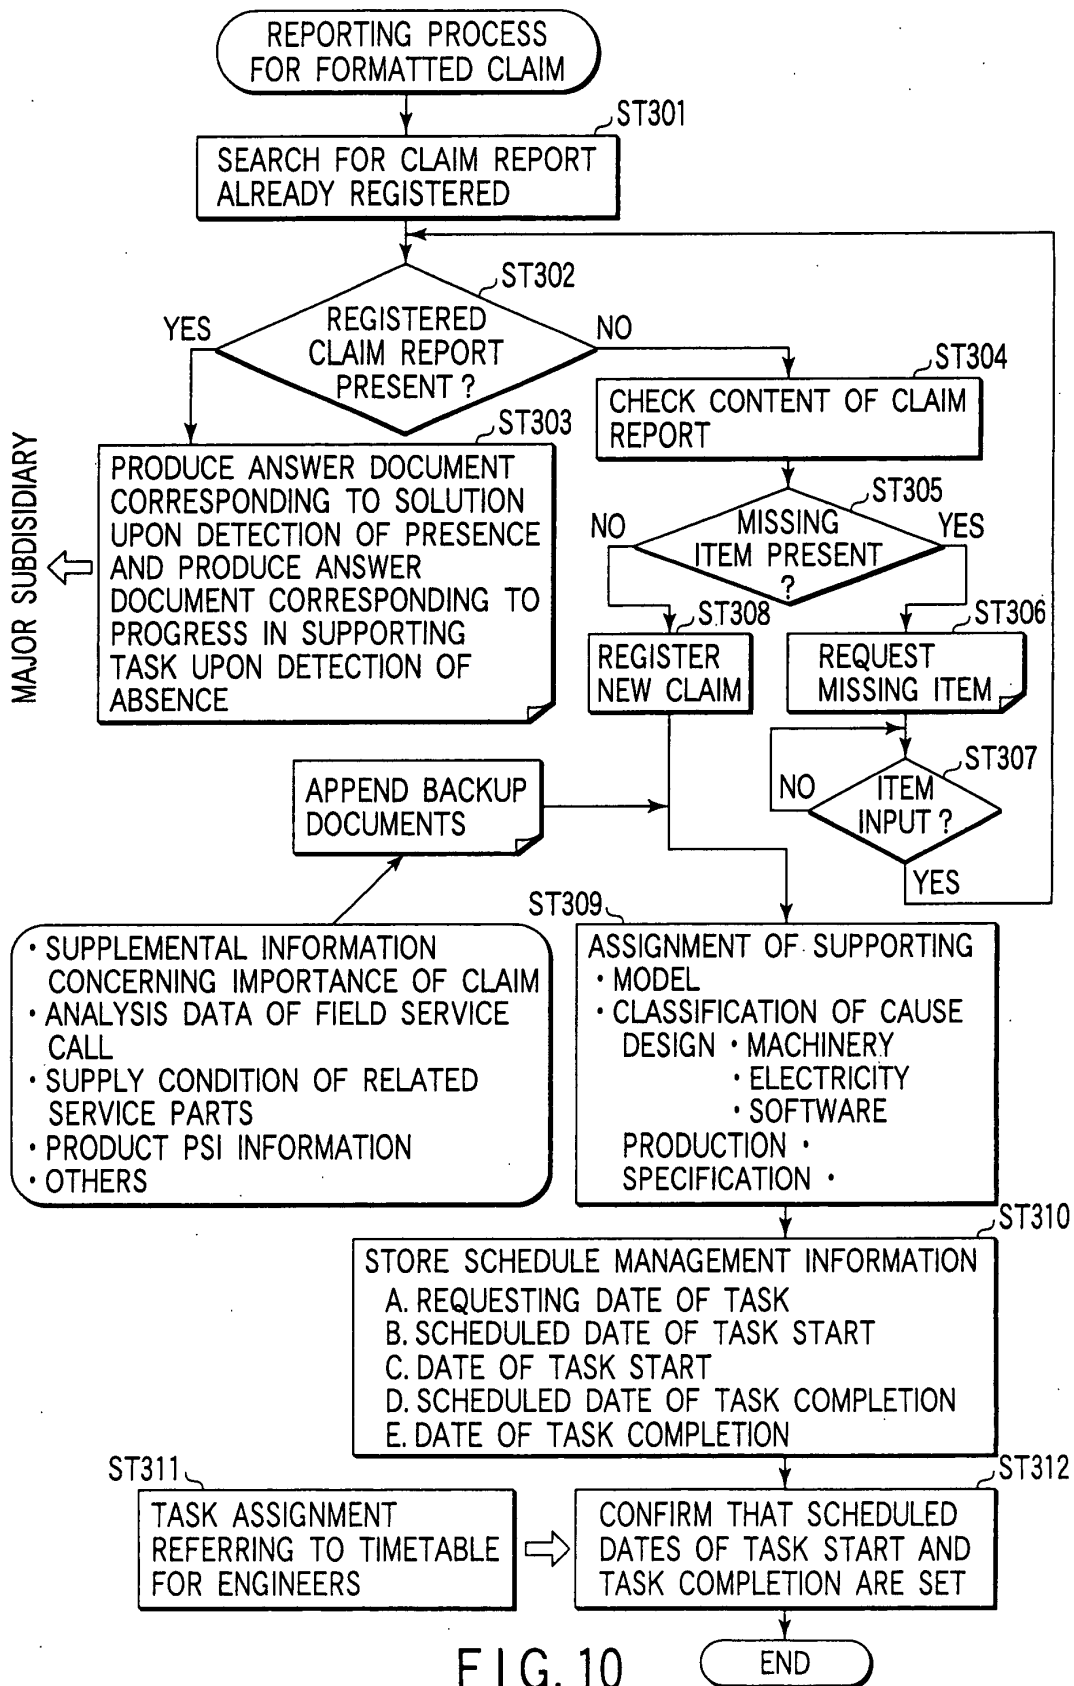 REPORTING PROCESS
FOR FORMATTED CLAIM
ST301
SEARCH FOR CLAIM REPORT
ALREADY REGISTERED
ST302
REGISTERED
CLAIM REPORT
PRESENT ?
YES
NO
ST303
PRODUCE ANSWER DOCUMENT
CORRESPONDING TO SOLUTION
UPON DETECTION OF PRESENCE
AND PRODUCE ANSWER
DOCUMENT CORRESPONDING TO
PROGRESS IN SUPPORTING
TASK UPON DETECTION OF
ABSENCE
MAJOR SUBDISIDIARY
ST304
CHECK CONTENT OF CLAIM
REPORT
ST305
MISSING
ITEM PRESENT
?
NO
YES
ST308
REGISTER
NEW CLAIM
ST306
REQUEST
MISSING ITEM
ST307
ITEM
INPUT ?
NO
YES
APPEND BACKUP
DOCUMENTS
· SUPPLEMENTAL INFORMATION
CONCERNING IMPORTANCE OF CLAIM
· ANALYSIS DATA OF FIELD SERVICE
CALL
· SUPPLY CONDITION OF RELATED
SERVICE PARTS
· PRODUCT PSI INFORMATION
· OTHERS
ST309
ASSIGNMENT OF SUPPORTING
· MODEL
· CLASSIFICATION OF CAUSE
DESIGN · MACHINERY
· ELECTRICITY
· SOFTWARE
PRODUCTION ·
SPECIFICATION ·
ST310
STORE SCHEDULE MANAGEMENT INFORMATION
A. REQUESTING DATE OF TASK
B. SCHEDULED DATE OF TASK START
C. DATE OF TASK START
D. SCHEDULED DATE OF TASK COMPLETION
E. DATE OF TASK COMPLETION
ST311
TASK ASSIGNMENT
REFERRING TO TIMETABLE
FOR ENGINEERS
ST312
CONFIRM THAT SCHEDULED
DATES OF TASK START AND
TASK COMPLETION ARE SET
END
FIG. 10